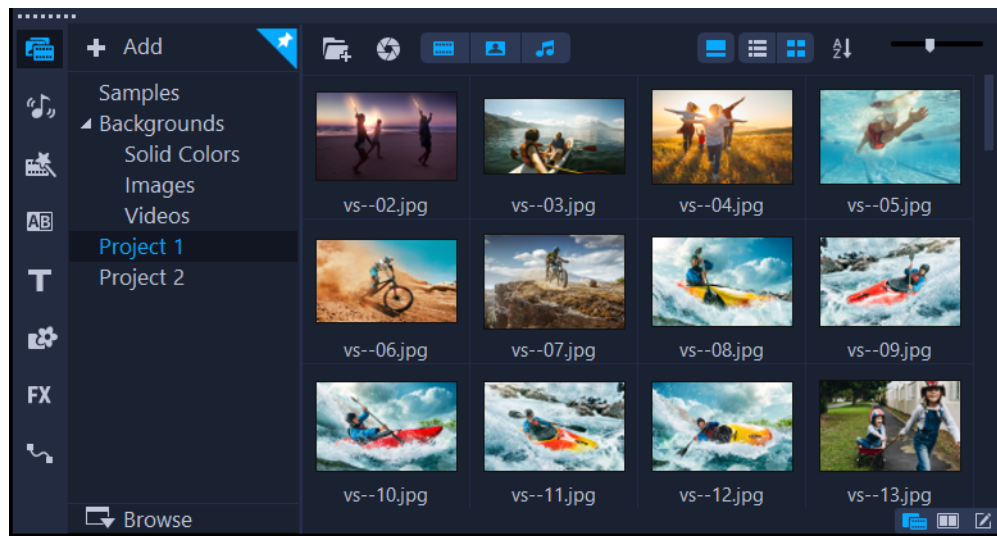 Add
Samples
Backgrounds
Solid Colors
Images
Videos
Project 1
Project 2
Browse
AB
T
FX
A
Z
vs--02.jpg vs--03.jpg vs--04.jpg vs--05.jpg
vs--06.jpg vs--07.jpg vs--08.jpg vs--09.jpg
vs--10.jpg vs--11.jpg vs--12.jpg vs--13.jpg